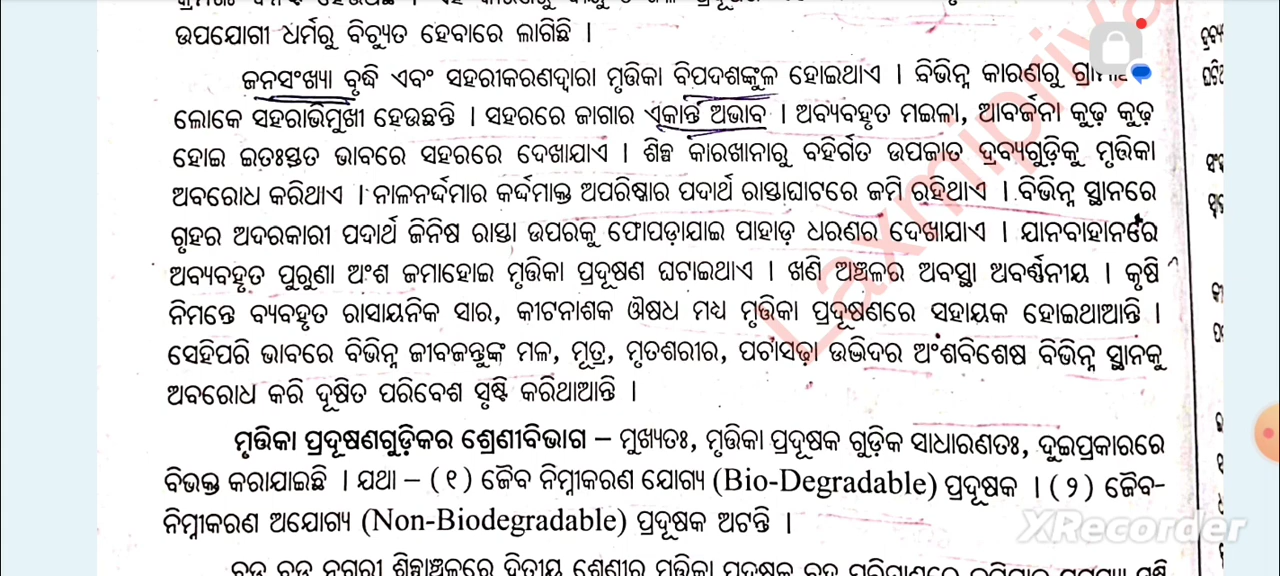 ଉପଯୋଗୀ ଧର୍ମରୁ ବିଚ୍ୟୁତ ହେବାରେ ଲାଗିଛି ।
ଜନସଂଖ୍ୟା ବୃଦ୍ଧି ଏବଂ ସହରୀକରଣଦ୍ୱାରା ମୃତ୍ତିକା ବିପଦଶଙ୍କୁଳ ହୋଇଥାଏ । ବିଭିନ୍ନ କାରଣରୁ
ଲୋକେ ସହରାଭିମୁଖୀ ହେଉଛନ୍ତି । ସହରରେ ଜାଗାର ଏକାନ୍ତ ଅଭାବ । ଅବ୍ୟବହୃତ ମଇଳା, ଆବର୍ଜନା କୁଢ଼ କୁଢ଼
ହୋଇ ଇତଃସ୍ତତ ଭାବରେ ସହରରେ ଦେଖାଯାଏ । ଶିଳ୍ପ କାରଖାନାରୁ ବହିର୍ଗତ ଉପଜାତ ଦ୍ରବ୍ୟଗୁଡ଼ିକୁ ମୃତ୍ତିକା
ଅବରୋଧ କରିଥାଏ । ନାଳନର୍ଦ୍ଦମାର କର୍ଦ୍ଦମାକ୍ତ ଅପରିଷ୍କାର ପଦାର୍ଥ ରାସ୍ତାଘାଟରେ ଜମି ରହିଥାଏ । ବିଭିନ୍ନ ସ୍ଥାନରେ
ଗୃହର ଅଦରକାରୀ ପଦାର୍ଥ ଜିନିଷ ରାସ୍ତା ଉପରକୁ ଫୋପଡ଼ାଯାଇ ପାହାଡ଼ ଧରଣର ଦେଖାଯାଏ । ଯାନବାହାନରେ
ଅବ୍ୟବହୃତ ପୁରୁଣା ଅଂଶ ଜମାହୋଇ ମୃତ୍ତିକା ପ୍ରଦୂଷଣ ଘଟାଇଥାଏ । ଖଣି ଅଞ୍ଚଳର ଅବସ୍ଥା ଅବର୍ଣ୍ଣନୀୟ । କୃଷି
ନିମନ୍ତେ ବ୍ୟବହୃତ ରାସାୟନିକ ସାର, କୀଟନାଶକ ଔଷଧ ମଧ୍ୟ ମୃତ୍ତିକା ପ୍ରଦୂଷଣରେ ସହାୟକ ହୋଇଥାଆନ୍ତି ।
ସେହିପରି ଭାବରେ ବିଭିନ୍ନ ଜୀବଜନ୍ତୁଙ୍କ ମଳ, ମୂତ୍ର, ମୃତଶରୀର, ପଚାସଢ଼ା ଉଦ୍ଭିଦର ଅଂଶବିଶେଷ ବିଭିନ୍ନ ସ୍ଥାନକୁ
ଅବରୋଧ କରି ଦୂଷିତ ପରିବେଶ ସୃଷ୍ଟି କରିଥାଆନ୍ତି ।
ମୃତ୍ତିକା ପ୍ରଦୂଷଣଗୁଡ଼ିକର ଶ୍ରେଣୀବିଭାଗ – ମୁଖ୍ୟତଃ, ମୃତ୍ତିକା ପ୍ରଦୂଷକ ଗୁଡ଼ିକ ସାଧାରଣତଃ, ଦୁଇପ୍ରକାରରେ
ବିଭକ୍ତ କରାଯାଇଛି । ଯଥା – (୧) ଜୈବ ନିମ୍ନୀକରଣ ଯୋଗ୍ୟ (Bio-Degradable) ପ୍ରଦୂଷକ । (୨) ଜୈବ-
ନିମ୍ନୀକରଣ ଅଯୋଗ୍ୟ (Non-Biodegradable) ପ୍ରଦୂଷକ ଅଟନ୍ତି ।
Laxmipriya
XRecorder